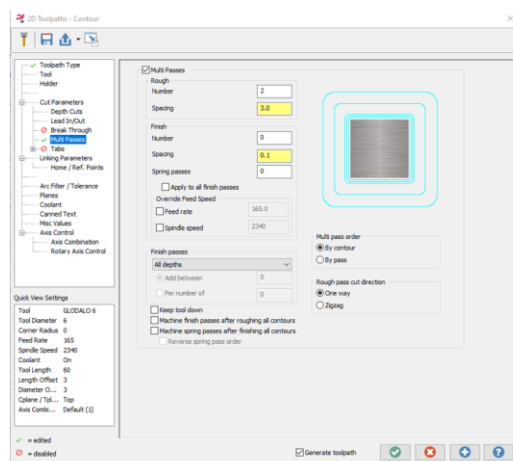 2D Toolpaths - Contour
Toolpath Type
Tool
Holder
Cut Parameters
Depth Cuts
Lead In/Out
Break Through
Multi Passes
Tabs
Linking Parameters
Home / Ref. Points
Arc Filter / Tolerance
Planes
Coolant
Canned Text
Misc Values
Axis Control
Axis Combination
Rotary Axis Control
Quick View Settings
Tool GLODALO 6
Tool Diameter 6
Corner Radius 0
Feed Rate 165
Spindle Speed 2340
Coolant On
Tool Length 60
Length Offset 3
Diameter O... 3
Cplane / Tpl... Top
Axis Combi... Default (1)
= edited
= disabled
Multi Passes
Rough
Number 2
Spacing 3.0
Finish
Number 0
Spacing 0.1
Spring passes 0
Apply to all finish passes
Override Feed Speed
Feed rate 165.0
Spindle speed 2340
Finish passes
All depths
Add between 0
Per number of 0
Keep tool down
Machine finish passes after roughing all contours
Machine spring passes after finishing all contours
Reverse spring pass order
Multi pass order
By contour
By pass
Rough pass cut direction
One way
Zigzag
Generate toolpath